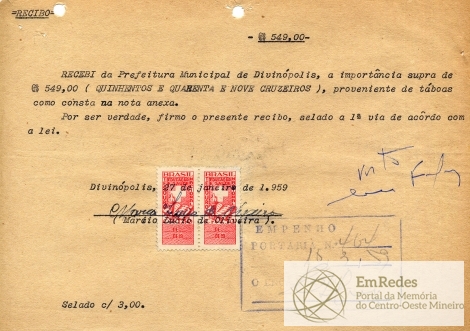 =RECIBO=
- ₢ 549,00-
RECEBI da Prefeitura Municipal de Divinópolis, a importância supra de
₢ 549,00 ( QUINHENTOS E QUARENTA E NOVE CRUZEIROS ), proveniente de táboas
como consta na nota anexa.
Por ser verdade, firmo o presente recibo, selado a 1ª via de acôrdo com
a lei.
visto
BRASIL BRASIL
Divinópolis, 27 de janeiro de 1.959
( Márcio Lúcio de Oliveira ).
EMPENHO
PORTARIA N.
Selado c/ 3,00.
EmRedes
Portal da Memória
do Centro-Oeste Mineiro